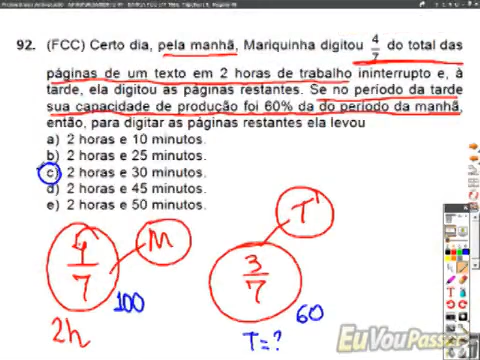 92. (FCC) Certo dia, pela manhã, Mariquinha digitou 4/7 do total das
páginas de um texto em 2 horas de trabalho ininterrupto e, à
tarde, ela digitou as páginas restantes. Se no período da tarde
sua capacidade de produção foi 60% da do período da manhã,
então, para digitar as páginas restantes ela levou
a) 2 horas e 10 minutos.
b) 2 horas e 25 minutos.
c) 2 horas e 30 minutos.
d) 2 horas e 45 minutos.
e) 2 horas e 50 minutos.
4/7
M
100
2h
T
3/7
60
T=?
EuVouPassar